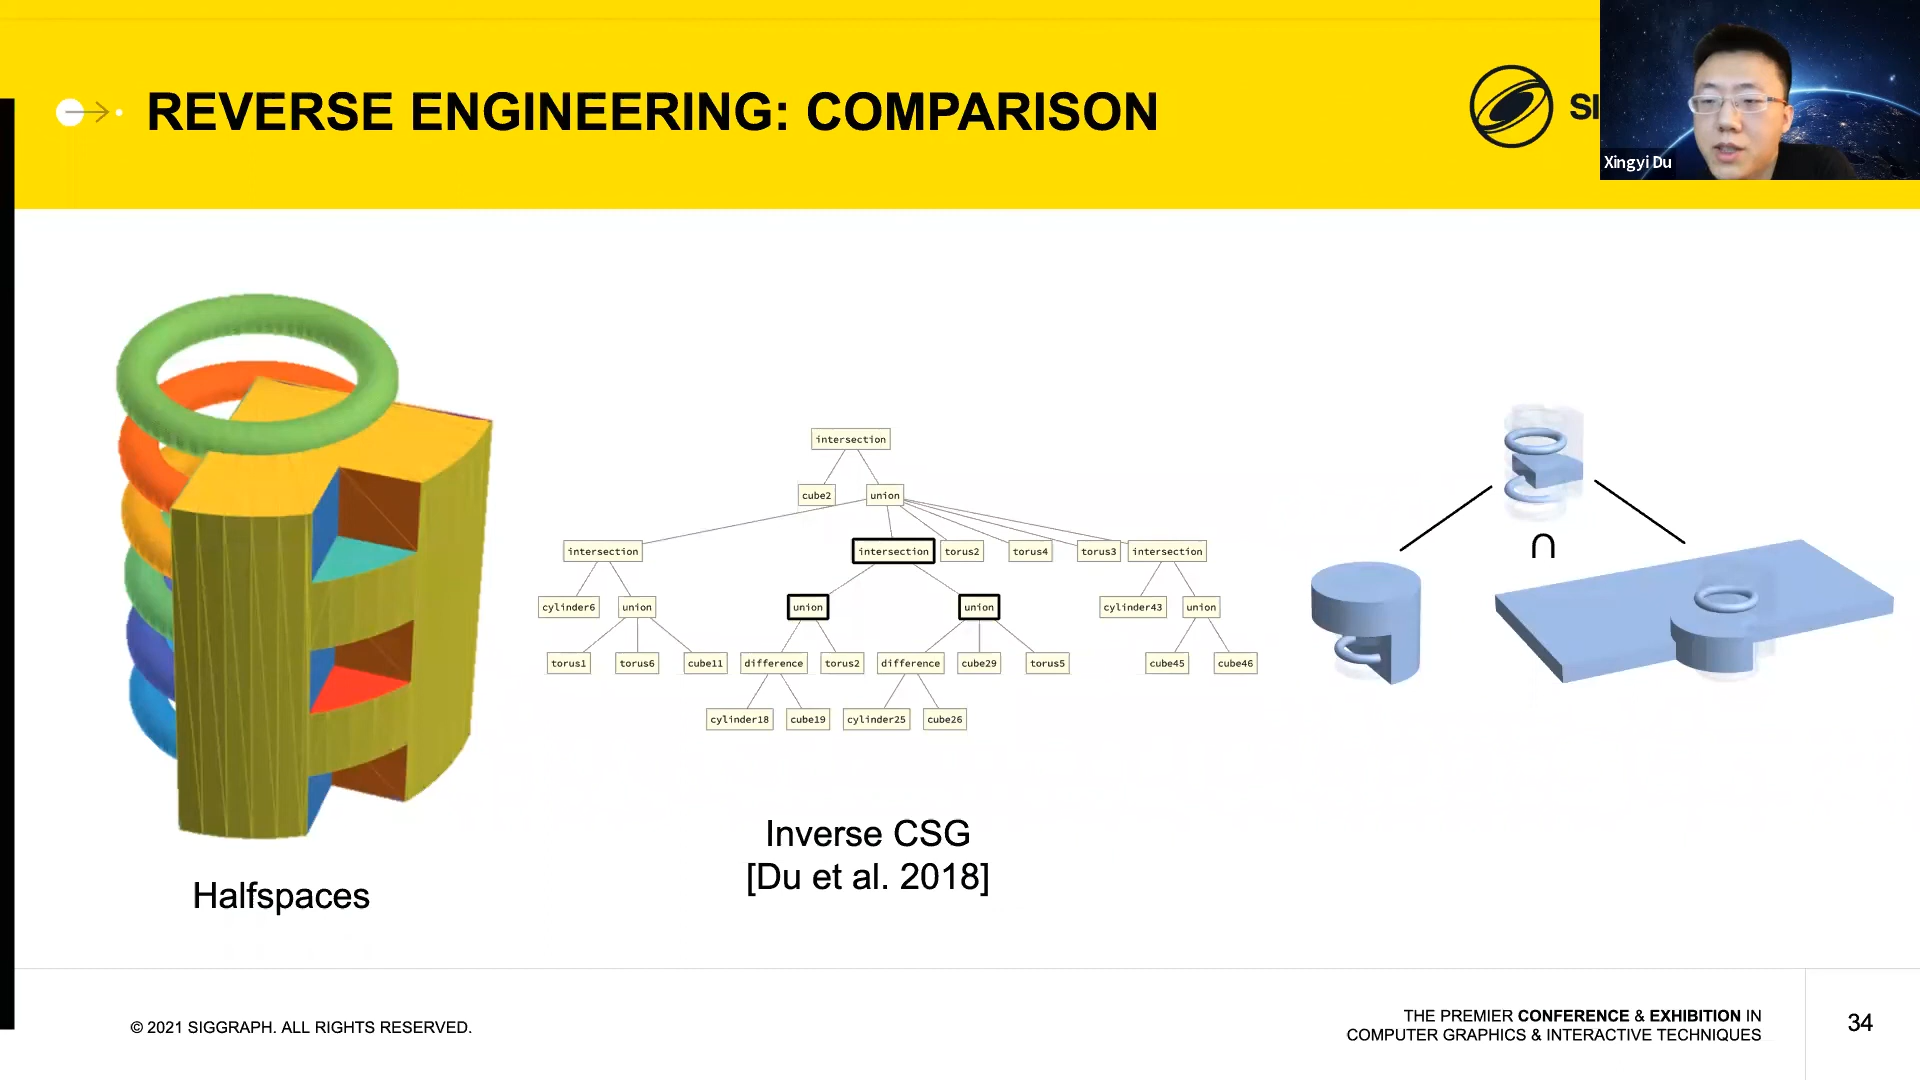 REVERSE ENGINEERING: COMPARISON
SI
Xingyi Du
intersection
cube2
union
intersection
intersection
torus2
torus4
torus3
intersection
cylinder6
union
union
union
cylinder43
union
torus1
torus6
cube11
difference
torus2
difference
cube29
torus5
cube45
cube46
cylinder18
cube19
cylinder25
cube26
∩
Halfspaces
Inverse CSG
[Du et al. 2018]
© 2021 SIGGRAPH. ALL RIGHTS RESERVED.
THE PREMIER CONFERENCE & EXHIBITION IN
COMPUTER GRAPHICS & INTERACTIVE TECHNIQUES
34